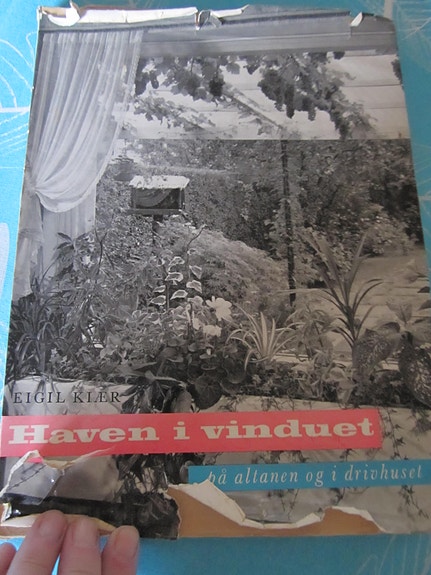 EIGIL KIÆR
Haven i vinduet
på altanen og i drivhuset